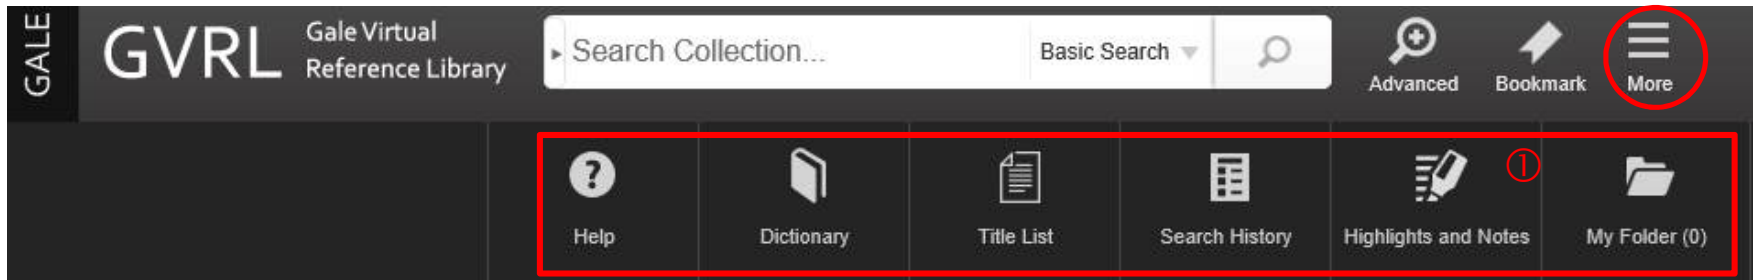 GALE
GVRL
Gale Virtual
Reference Library
Search Collection...
Basic Search
Advanced
Bookmark
More
①
Help
Dictionary
Title List
Search History
Highlights and Notes
My Folder (0)